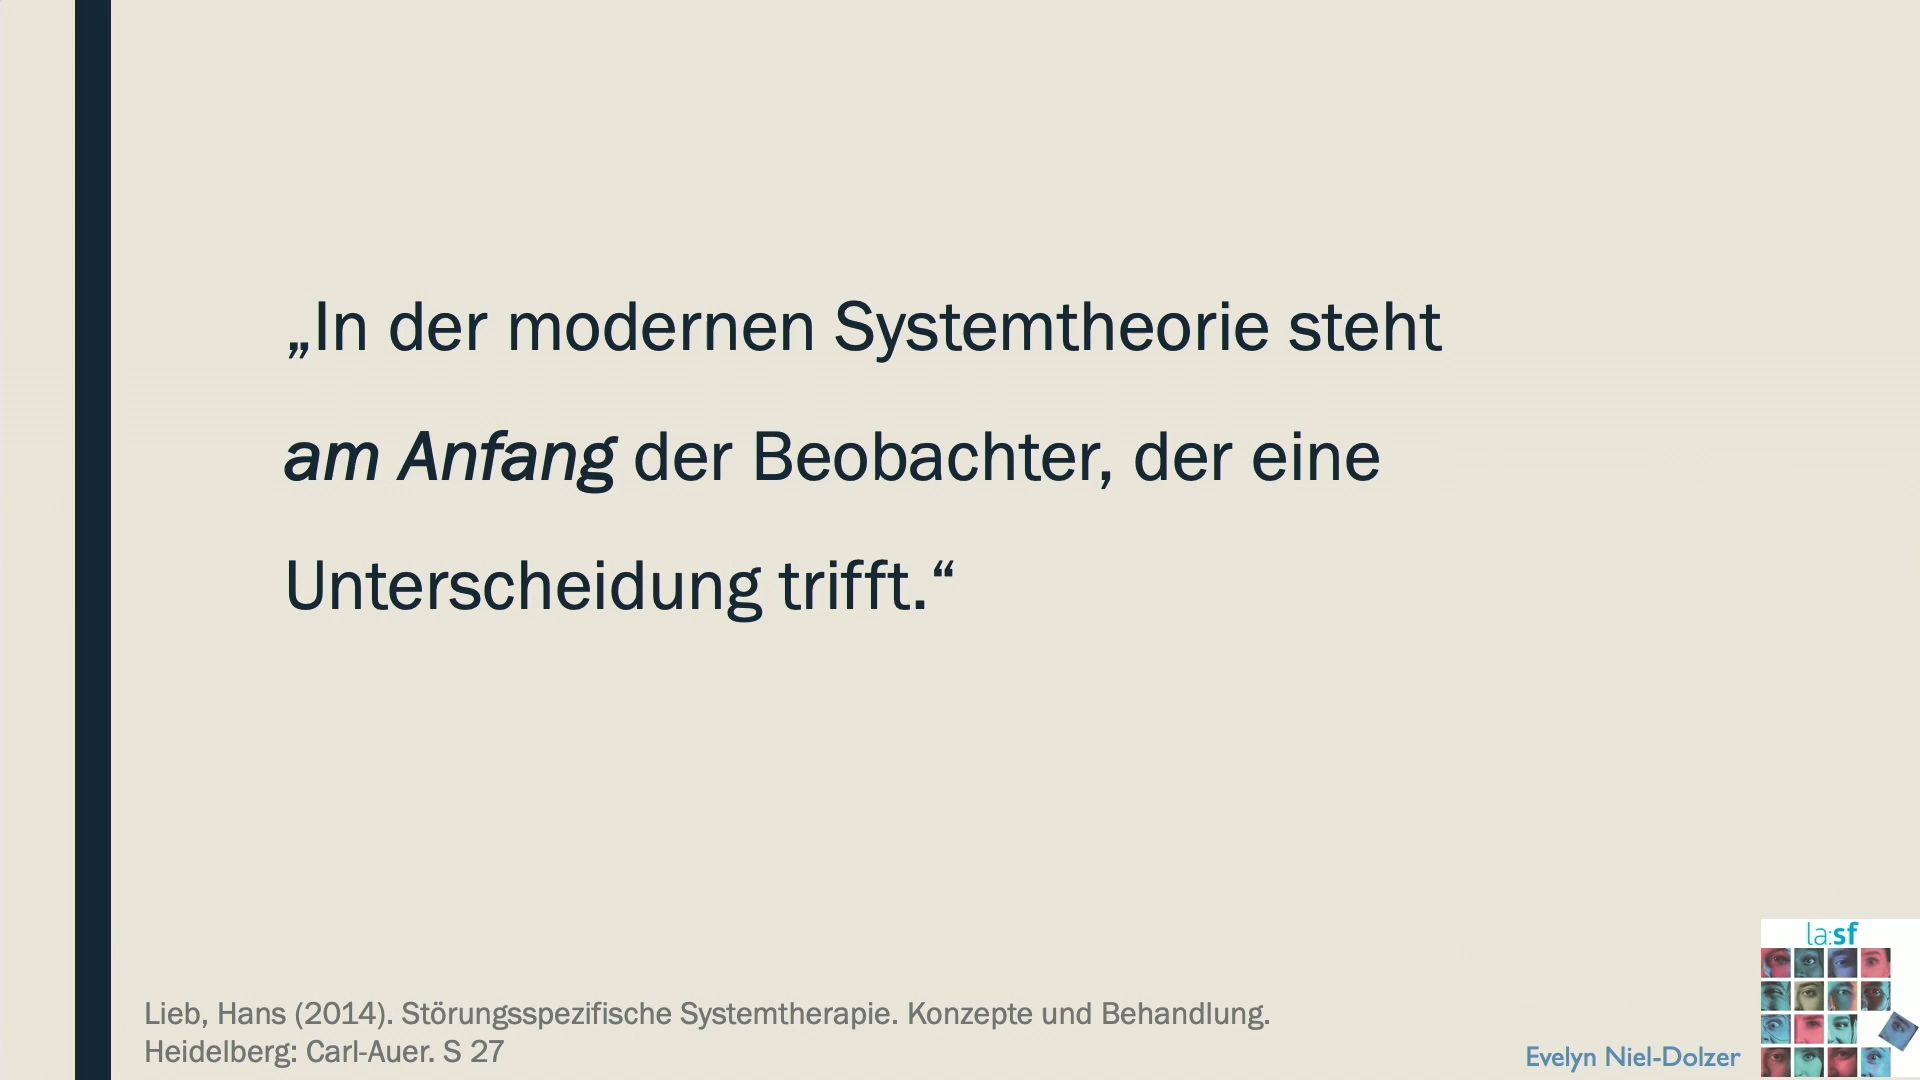 „In der modernen Systemtheorie steht
am Anfang der Beobachter, der eine
Unterscheidung trifft.“
Lieb, Hans (2014). Störungsspezifische Systemtherapie. Konzepte und Behandlung.
Heidelberg: Carl-Auer. S 27
Evelyn Niel-Dolzer
la:sf